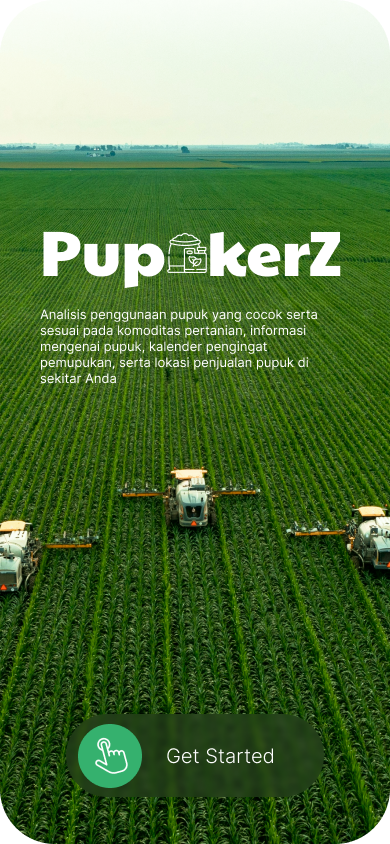 PupukerZ
Analisis penggunaan pupuk yang cocok serta
sesuai pada komoditas pertanian, informasi
mengenai pupuk, kalender pengingat
pemupukan, serta lokasi penjualan pupuk di
sekitar Anda
Get Started